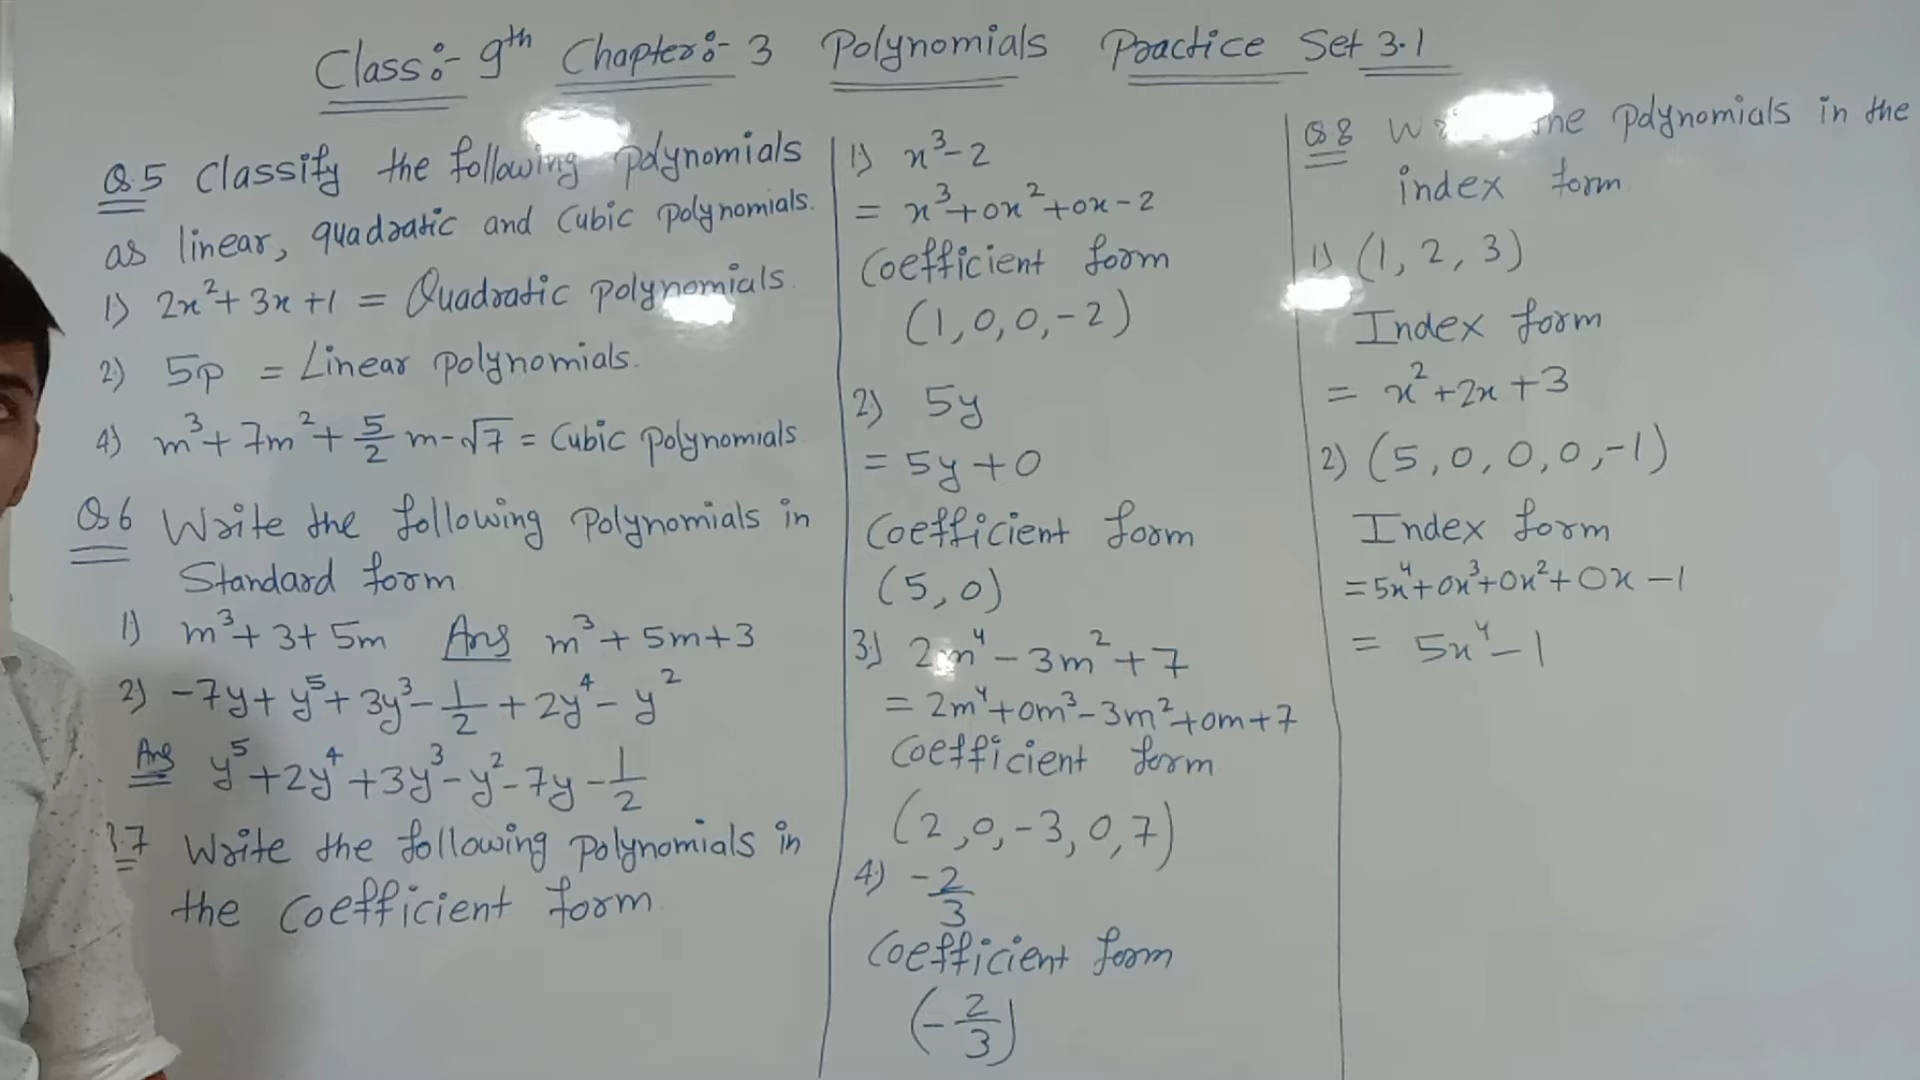 Class:- 9th Chapter:- 3 Polynomials Practice Set 3.1
Q.5 Classify the following polynomials
as linear, quadratic and cubic polynomials.
1) 2x²+ 3x +1 = Quadratic polynomials.
2) 5p = Linear polynomials.
4) m³+ 7m²+ 5/2 m-√7 = Cubic polynomials
Q.6 Write the following polynomials in
Standard form
1) m³+ 3+ 5m Ans m³+ 5m+3
2) -7y+ y⁵+ 3y³- 1/2 + 2y⁴- y²
Ans y⁵+2y⁴+3y³-y²-7y-1/2
.7 Write the following polynomials in
the coefficient form
1) x³-2
= x³+0x²+0x-2
Coefficient form
(1,0,0,-2)
2) 5y
= 5y+0
Coefficient form
(5,0)
3) 2m⁴-3m²+7
= 2m⁴+0m³-3m²+0m+7
Coefficient form
(2,0,-3,0,7)
4) -2/3
Coefficient form
(-2/3)
Q.8 the polynomials in the
index form
1) (1,2,3)
Index form
= x²+2x+3
2) (5,0,0,0,-1)
Index form
=5x⁴+0x³+0x²+0x-1
= 5x⁴-1